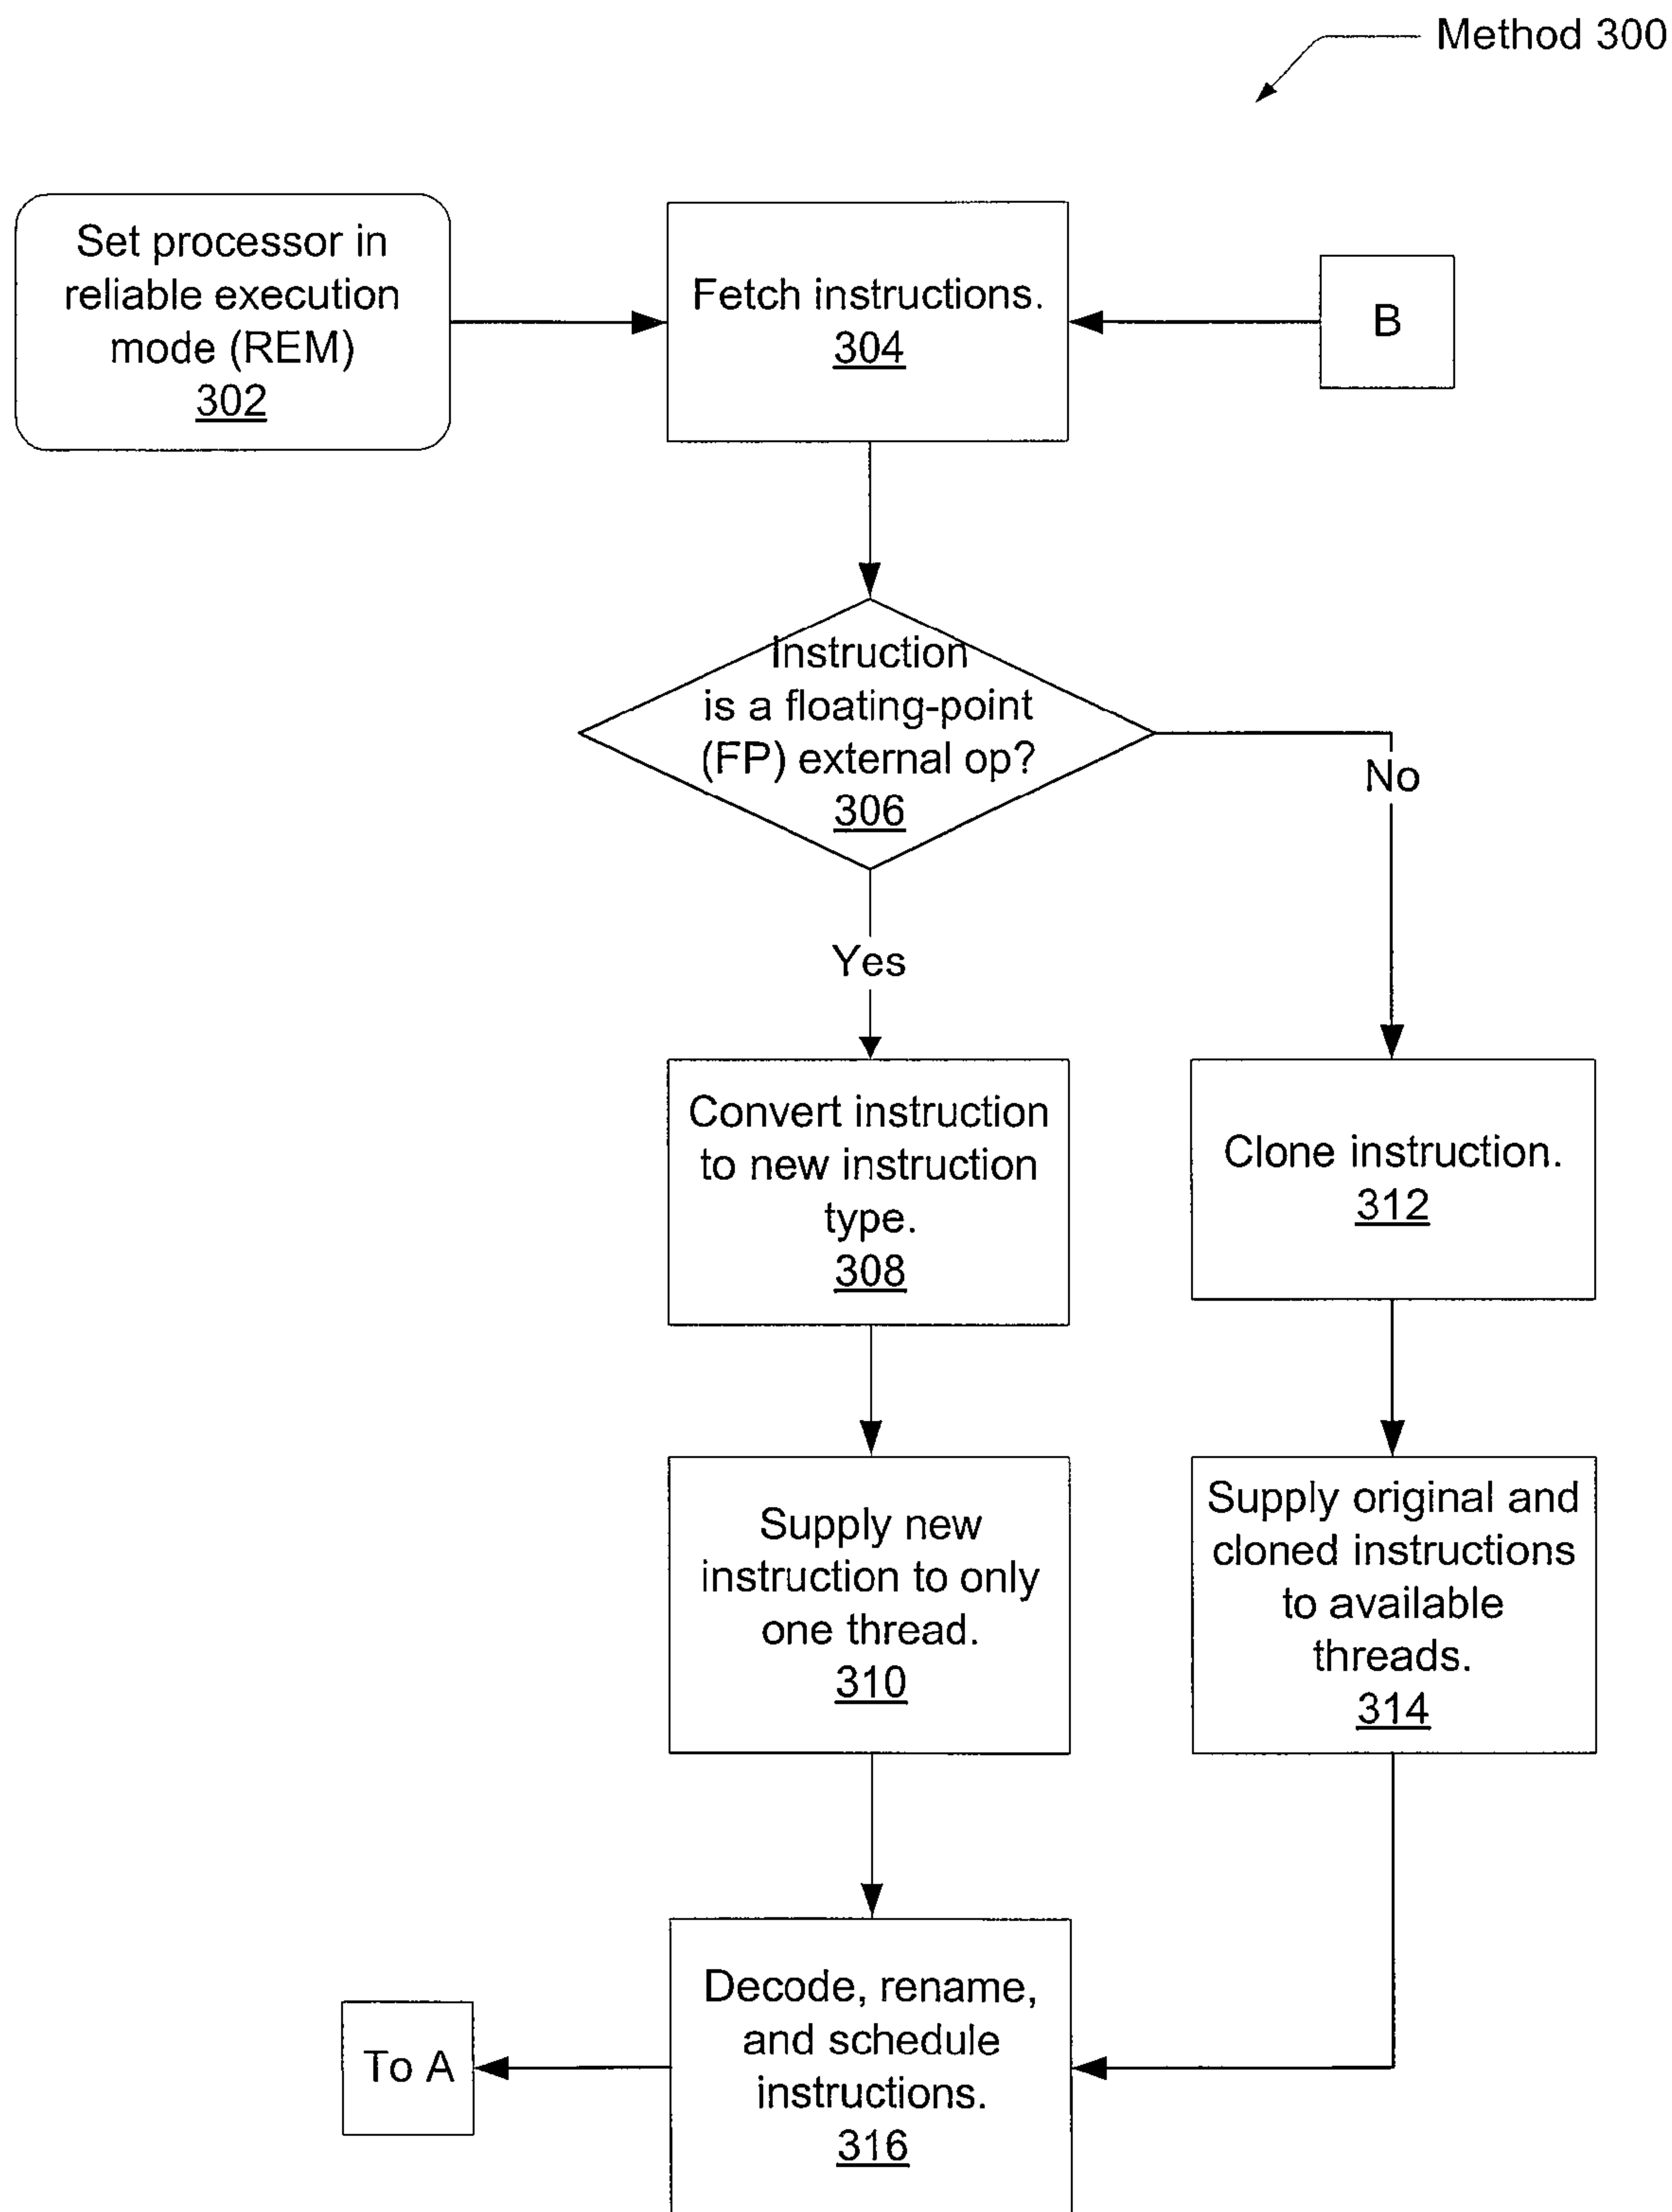 Method 300
Set processor in
reliable execution
mode (REM)
302
Fetch instructions.
304
B
Instruction
is a floating-point
(FP) external op?
306
No
Yes
Convert instruction
to new instruction
type.
308
Clone instruction.
312
Supply new
instruction to only
one thread.
310
Supply original and
cloned instructions
to available
threads.
314
Decode, rename,
and schedule
instructions.
316
To A